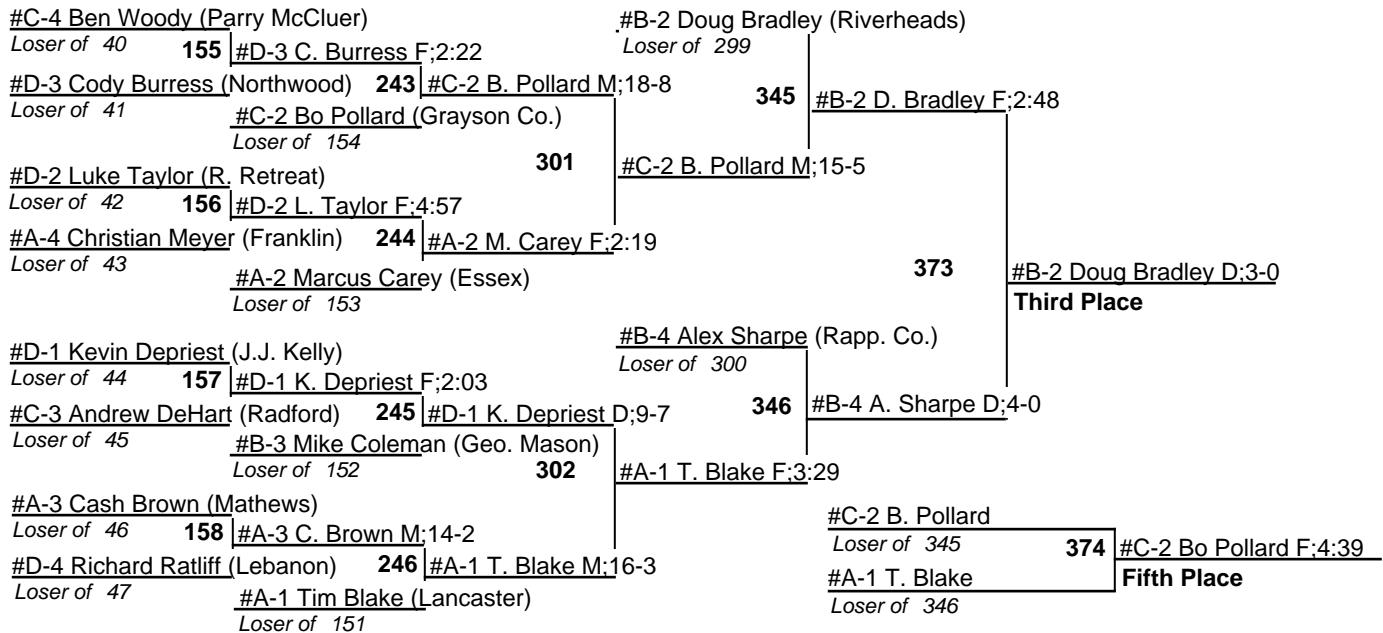 #C-4 Ben Woody (Parry McCluer)
Loser of 40
155
#D-3 C. Burress F;2:22
#D-3 Cody Burress (Northwood)
Loser of 41
243
#C-2 B. Pollard M;18-8
#C-2 Bo Pollard (Grayson Co.)
Loser of 154
301
#C-2 B. Pollard M;15-5
#D-2 Luke Taylor (R. Retreat)
Loser of 42
156
#D-2 L. Taylor F;4:57
#A-4 Christian Meyer (Franklin)
Loser of 43
244
#A-2 M. Carey F;2:19
#A-2 Marcus Carey (Essex)
Loser of 153
#B-2 Doug Bradley (Riverheads)
Loser of 299
345
#B-2 D. Bradley F;2:48
373
#B-2 Doug Bradley D;3-0
Third Place
#D-1 Kevin Depriest (J.J. Kelly)
Loser of 44
157
#D-1 K. Depriest F;2:03
#C-3 Andrew DeHart (Radford)
Loser of 45
245
#D-1 K. Depriest D;9-7
#B-3 Mike Coleman (Geo. Mason)
Loser of 152
302
#A-1 T. Blake F;3:29
#A-3 Cash Brown (Mathews)
Loser of 46
158
#A-3 C. Brown M;14-2
#D-4 Richard Ratliff (Lebanon)
Loser of 47
246
#A-1 T. Blake M;16-3
#A-1 Tim Blake (Lancaster)
Loser of 151
#B-4 Alex Sharpe (Rapp. Co.)
Loser of 300
346
#B-4 A. Sharpe D;4-0
#C-2 B. Pollard
Loser of 345
374
#C-2 Bo Pollard F;4:39
Fifth Place
#A-1 T. Blake
Loser of 346